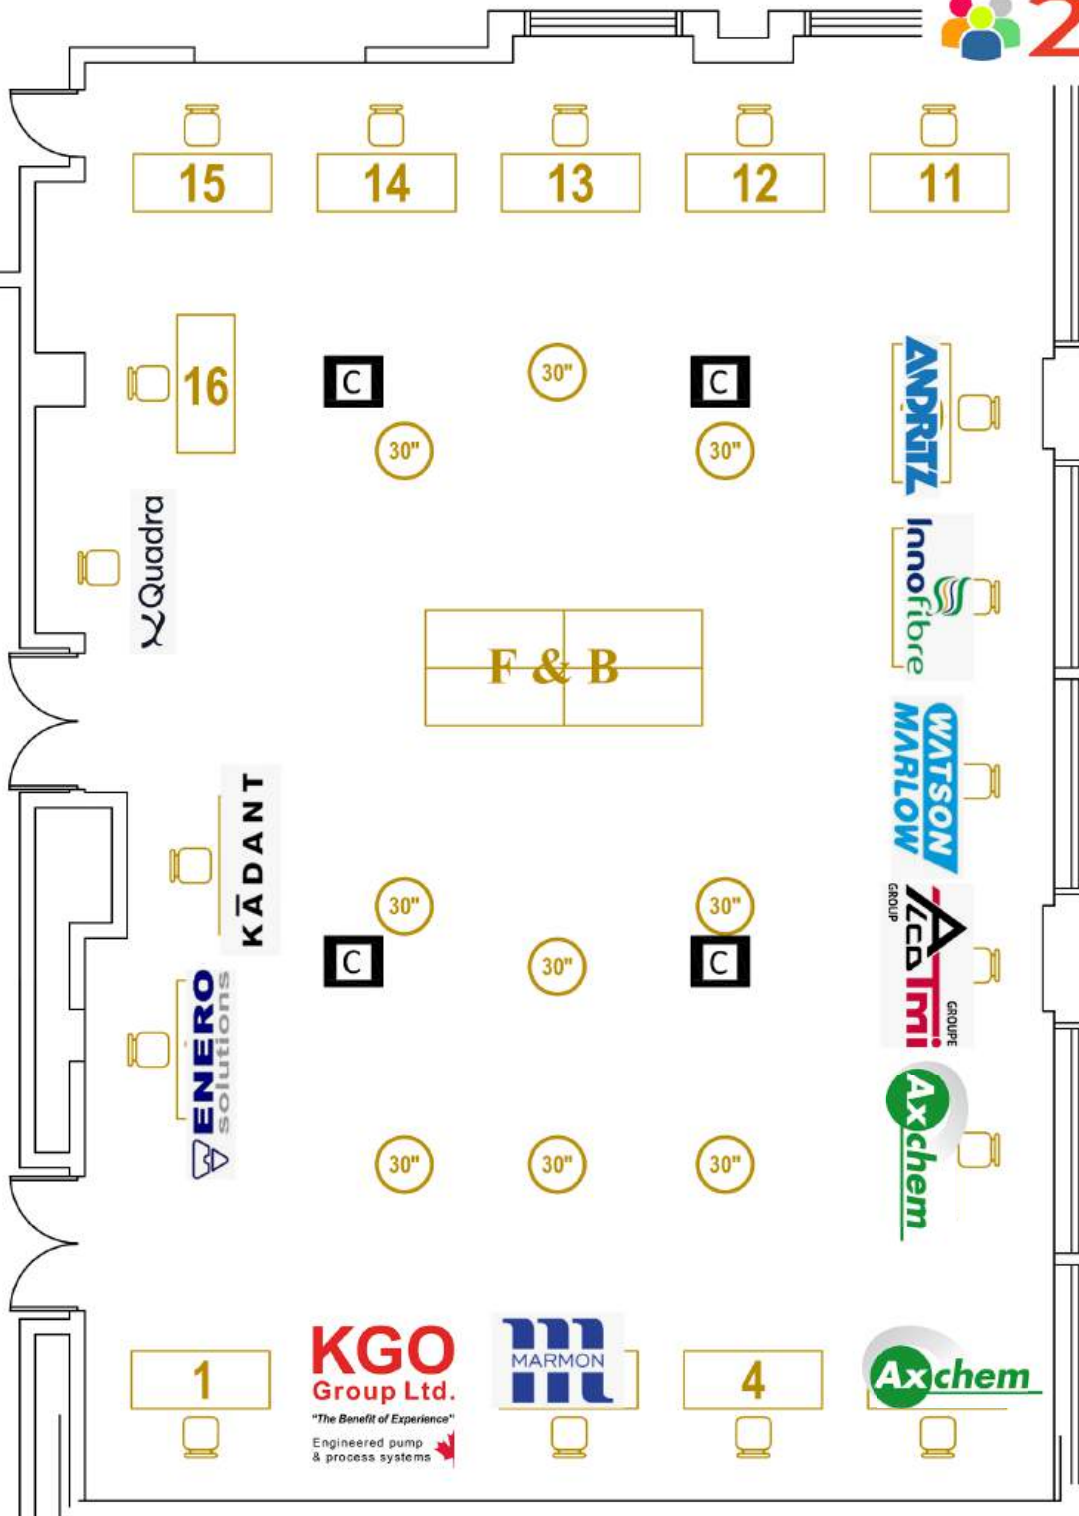 2
15
14
13
12
11
16
C
30"
C
30"
30"
ANDRITZ
Quadra
Innofibre
F & B
WATSON
MARLOW
KADANT
30"
30"
C
30"
C
GROUP
ALCO
TMI
GROUPE
ENERO
solutions
Axchem
30"
30"
30"
1
KGO
Group Ltd.
"The Benefit of Experience"
Engineered pump
& process systems
MARMON
4
Axchem